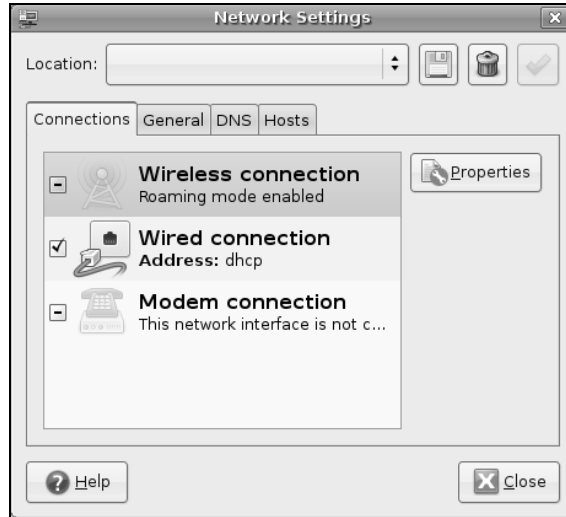 Network Settings
Location:
Connections General DNS Hosts
Wireless connection
Roaming mode enabled
Properties
Wired connection
Address: dhcp
Modem connection
This network interface is not c...
Help
Close